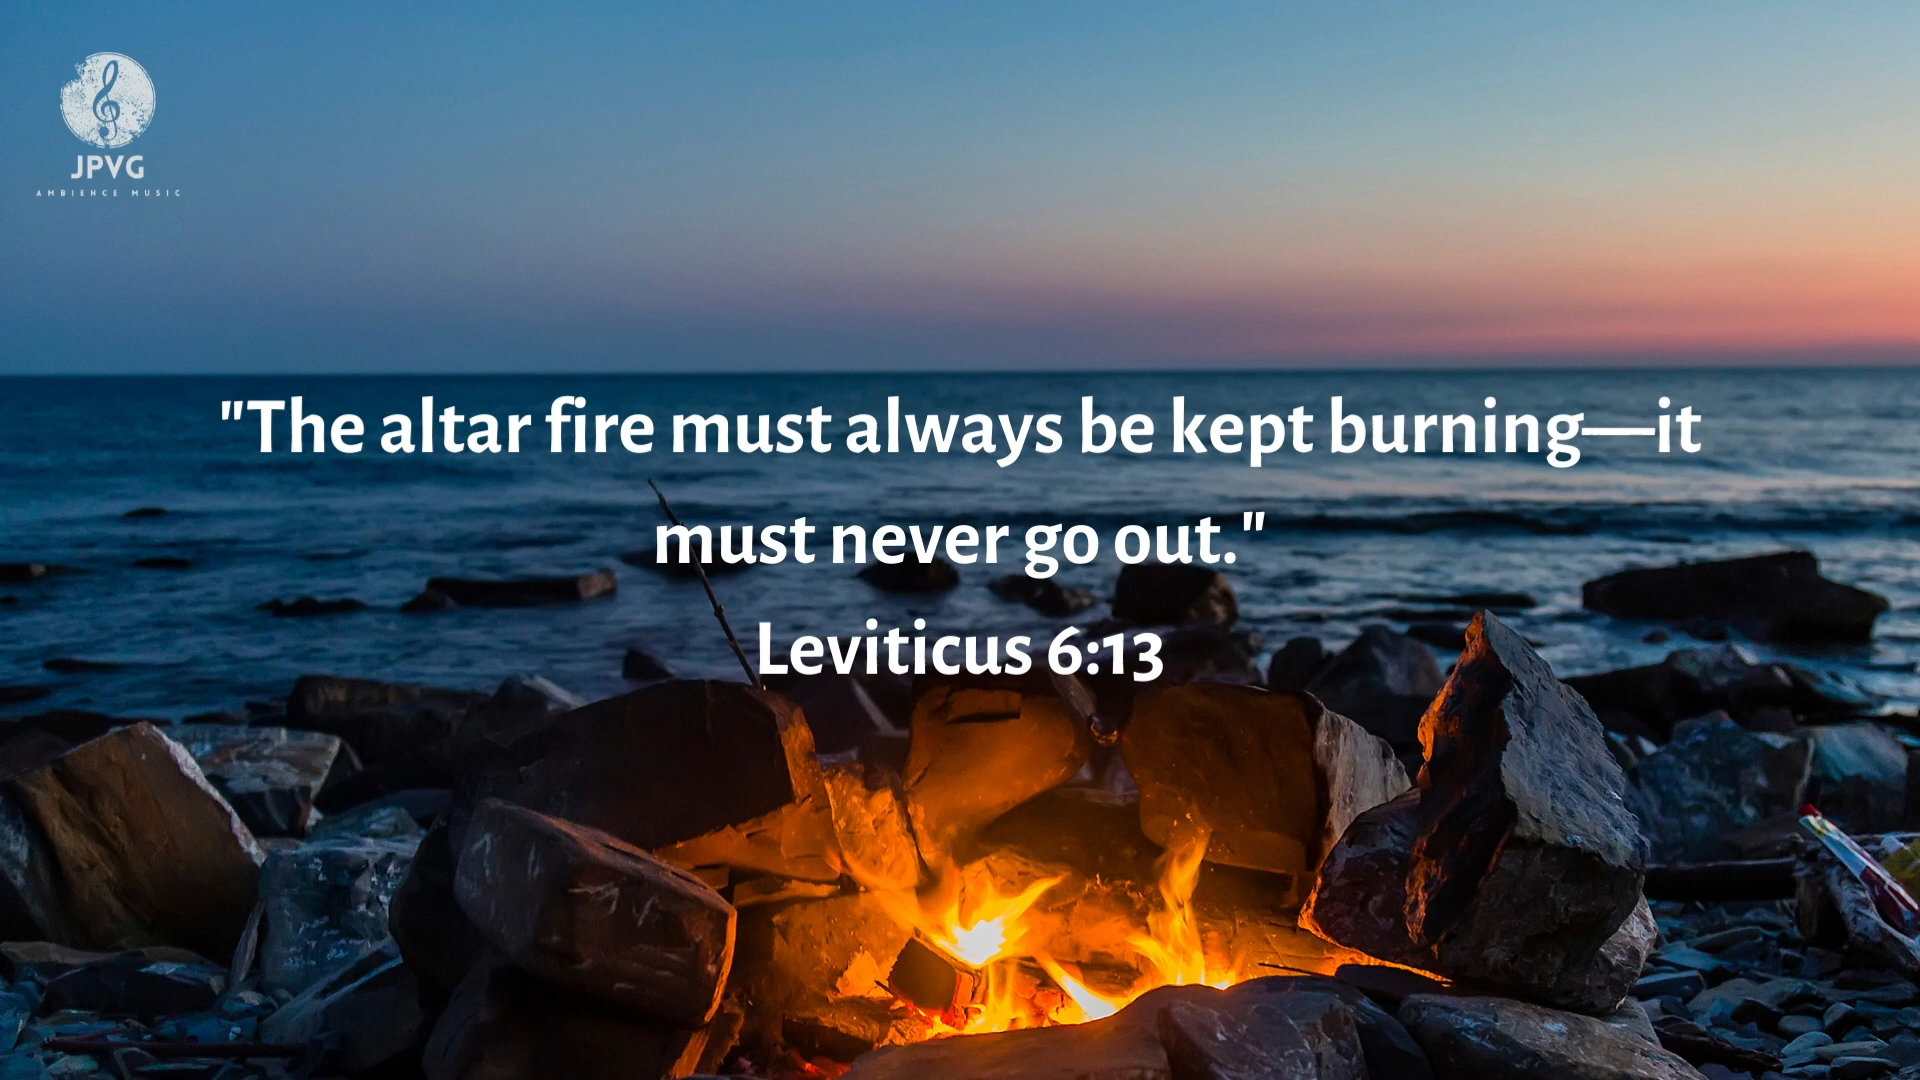 JPVG
AMBIENCE MUSIC
"The altar fire must always be kept burning—it
must never go out."
Leviticus 6:13